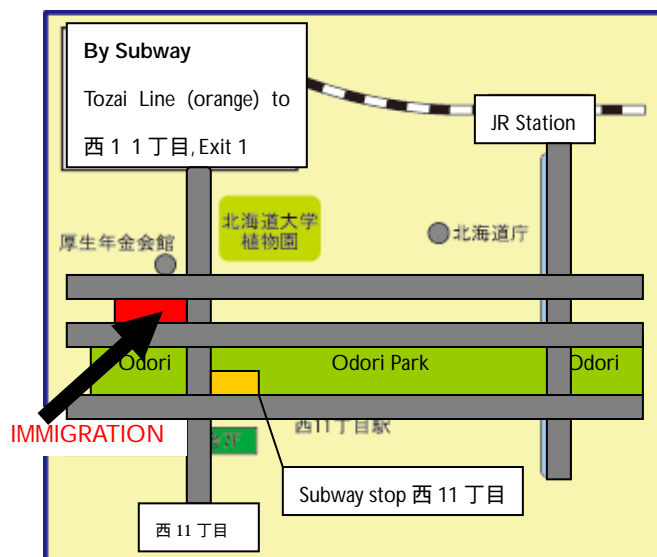 By Subway
Tozai Line (orange) to
西11丁目, Exit 1
JR Station
北海道大学
植物園
厚生年金会館
北海道庁
Odori
Odori Park
Odori
IMMIGRATION
西11丁目駅
Subway stop 西 11 丁目
西 11 丁目